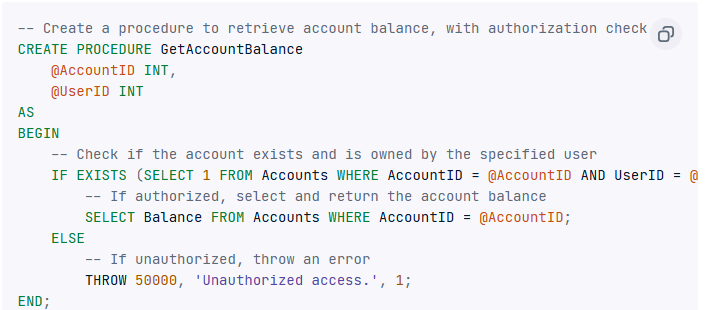 -- Create a procedure to retrieve account balance, with authorization check
CREATE PROCEDURE GetAccountBalance
    @AccountID INT,
    @UserID INT
AS
BEGIN
    -- Check if the account exists and is owned by the specified user
    IF EXISTS (SELECT 1 FROM Accounts WHERE AccountID = @AccountID AND UserID = @
        -- If authorized, select and return the account balance
        SELECT Balance FROM Accounts WHERE AccountID = @AccountID;
    ELSE
        -- If unauthorized, throw an error
        THROW 50000, 'Unauthorized access.', 1;
END;